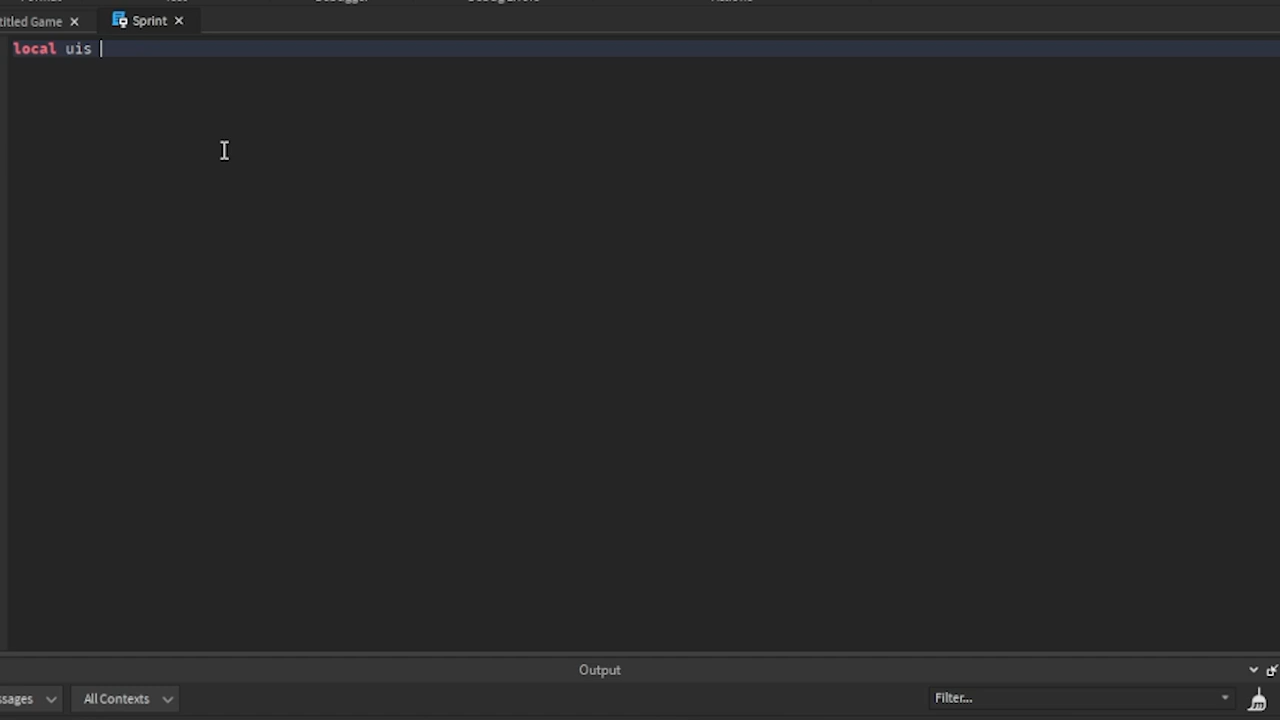 titled Game
Sprint
local uis
Output
ssages
All Contexts
Filter...